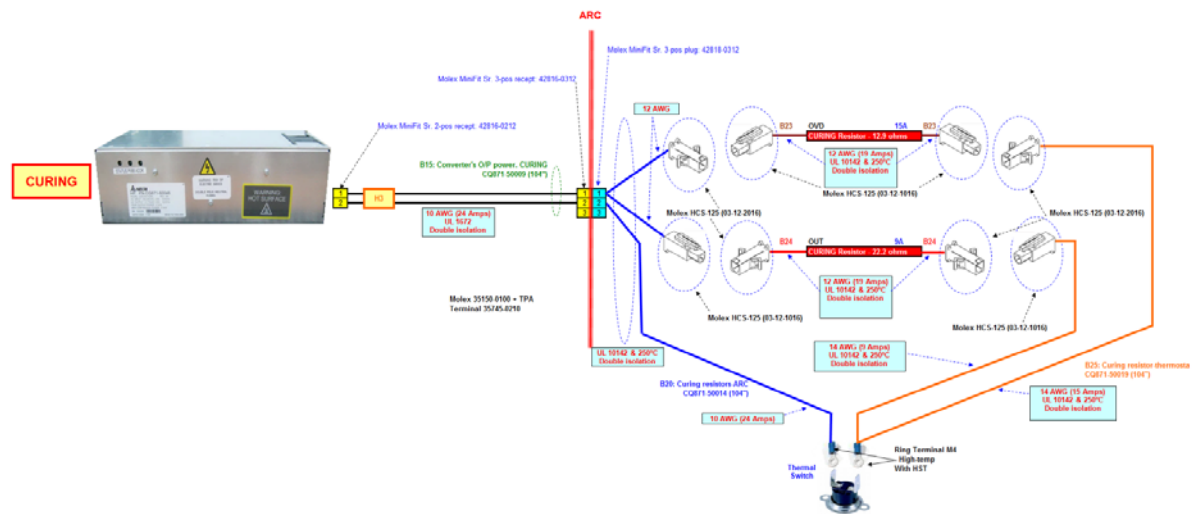 ARC
Molex MiniFit Sr. 3-pos plug: 42818-0312
Molex MiniFit Sr. 3-pos recept: 42816-0312
Molex MiniFit Sr. 2-pos recept: 42816-0212
CURING
WARNING
HOT SURFACE
B15: Converter's O/P power. CURING
CQ871-50009 (104")
1
2
H3
1
2
3
1
2
3
10 AWG (24 Amps)
UL 1672
Double isolation
12 AWG
B23
OVD
15A
B23
CURING Resistor - 12.9 ohms
12 AWG (19 Amps)
UL 10142 & 250ºC
Double isolation
Molex HCS-125 (03-12-1016)
Molex HCS-125 (03-12-2016)
Molex HCS-125 (03-12-2016)
B24
OUT
9A
B24
CURING Resistor - 22.2 ohms
12 AWG (19 Amps)
UL 10142 & 250ºC
Double isolation
Molex HCS-125 (03-12-1016)
Molex HCS-125 (03-12-1016)
Molex 35150-0100 + TPA
Terminal 35745-0210
UL 10142 & 250ºC
Double isolation
14 AWG (9 Amps)
UL 10142 & 250ºC
Double isolation
B25: Curing resistor thermosta
CQ871-50019 (104")
B20: Curing resistors ARC
CQ871-50014 (104")
14 AWG (15 Amps)
UL 10142 & 250ºC
Double isolation
10 AWG (24 Amps)
Ring Terminal M4
High-temp
With HST
Thermal
Switch